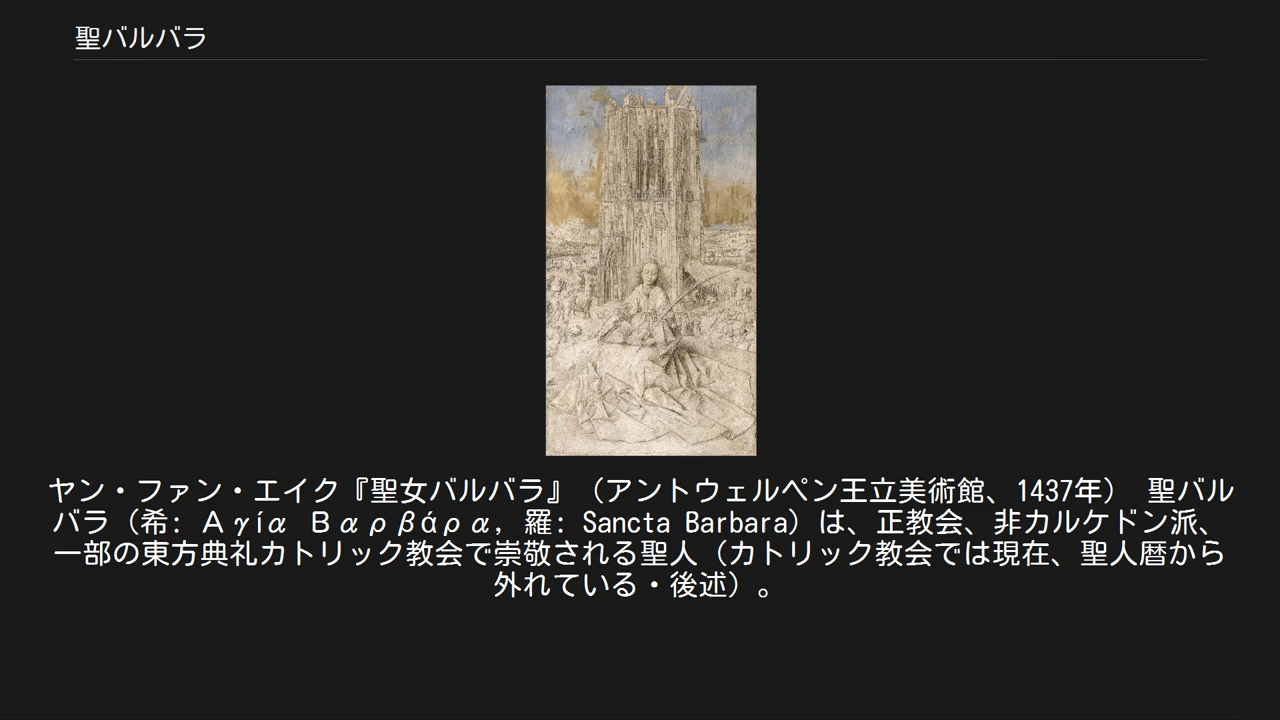 聖バルバラ
ヤン・ファン・エイク『聖女バルバラ』（アントウェルペン王立美術館、1437年） 聖バル
バラ（希: Αγία Βαρβάρα, 羅: Sancta Barbara）は、正教会、非カルケドン派、
一部の東方典礼カトリック教会で崇敬される聖人（カトリック教会では現在、聖人暦から
外れている・後述）。